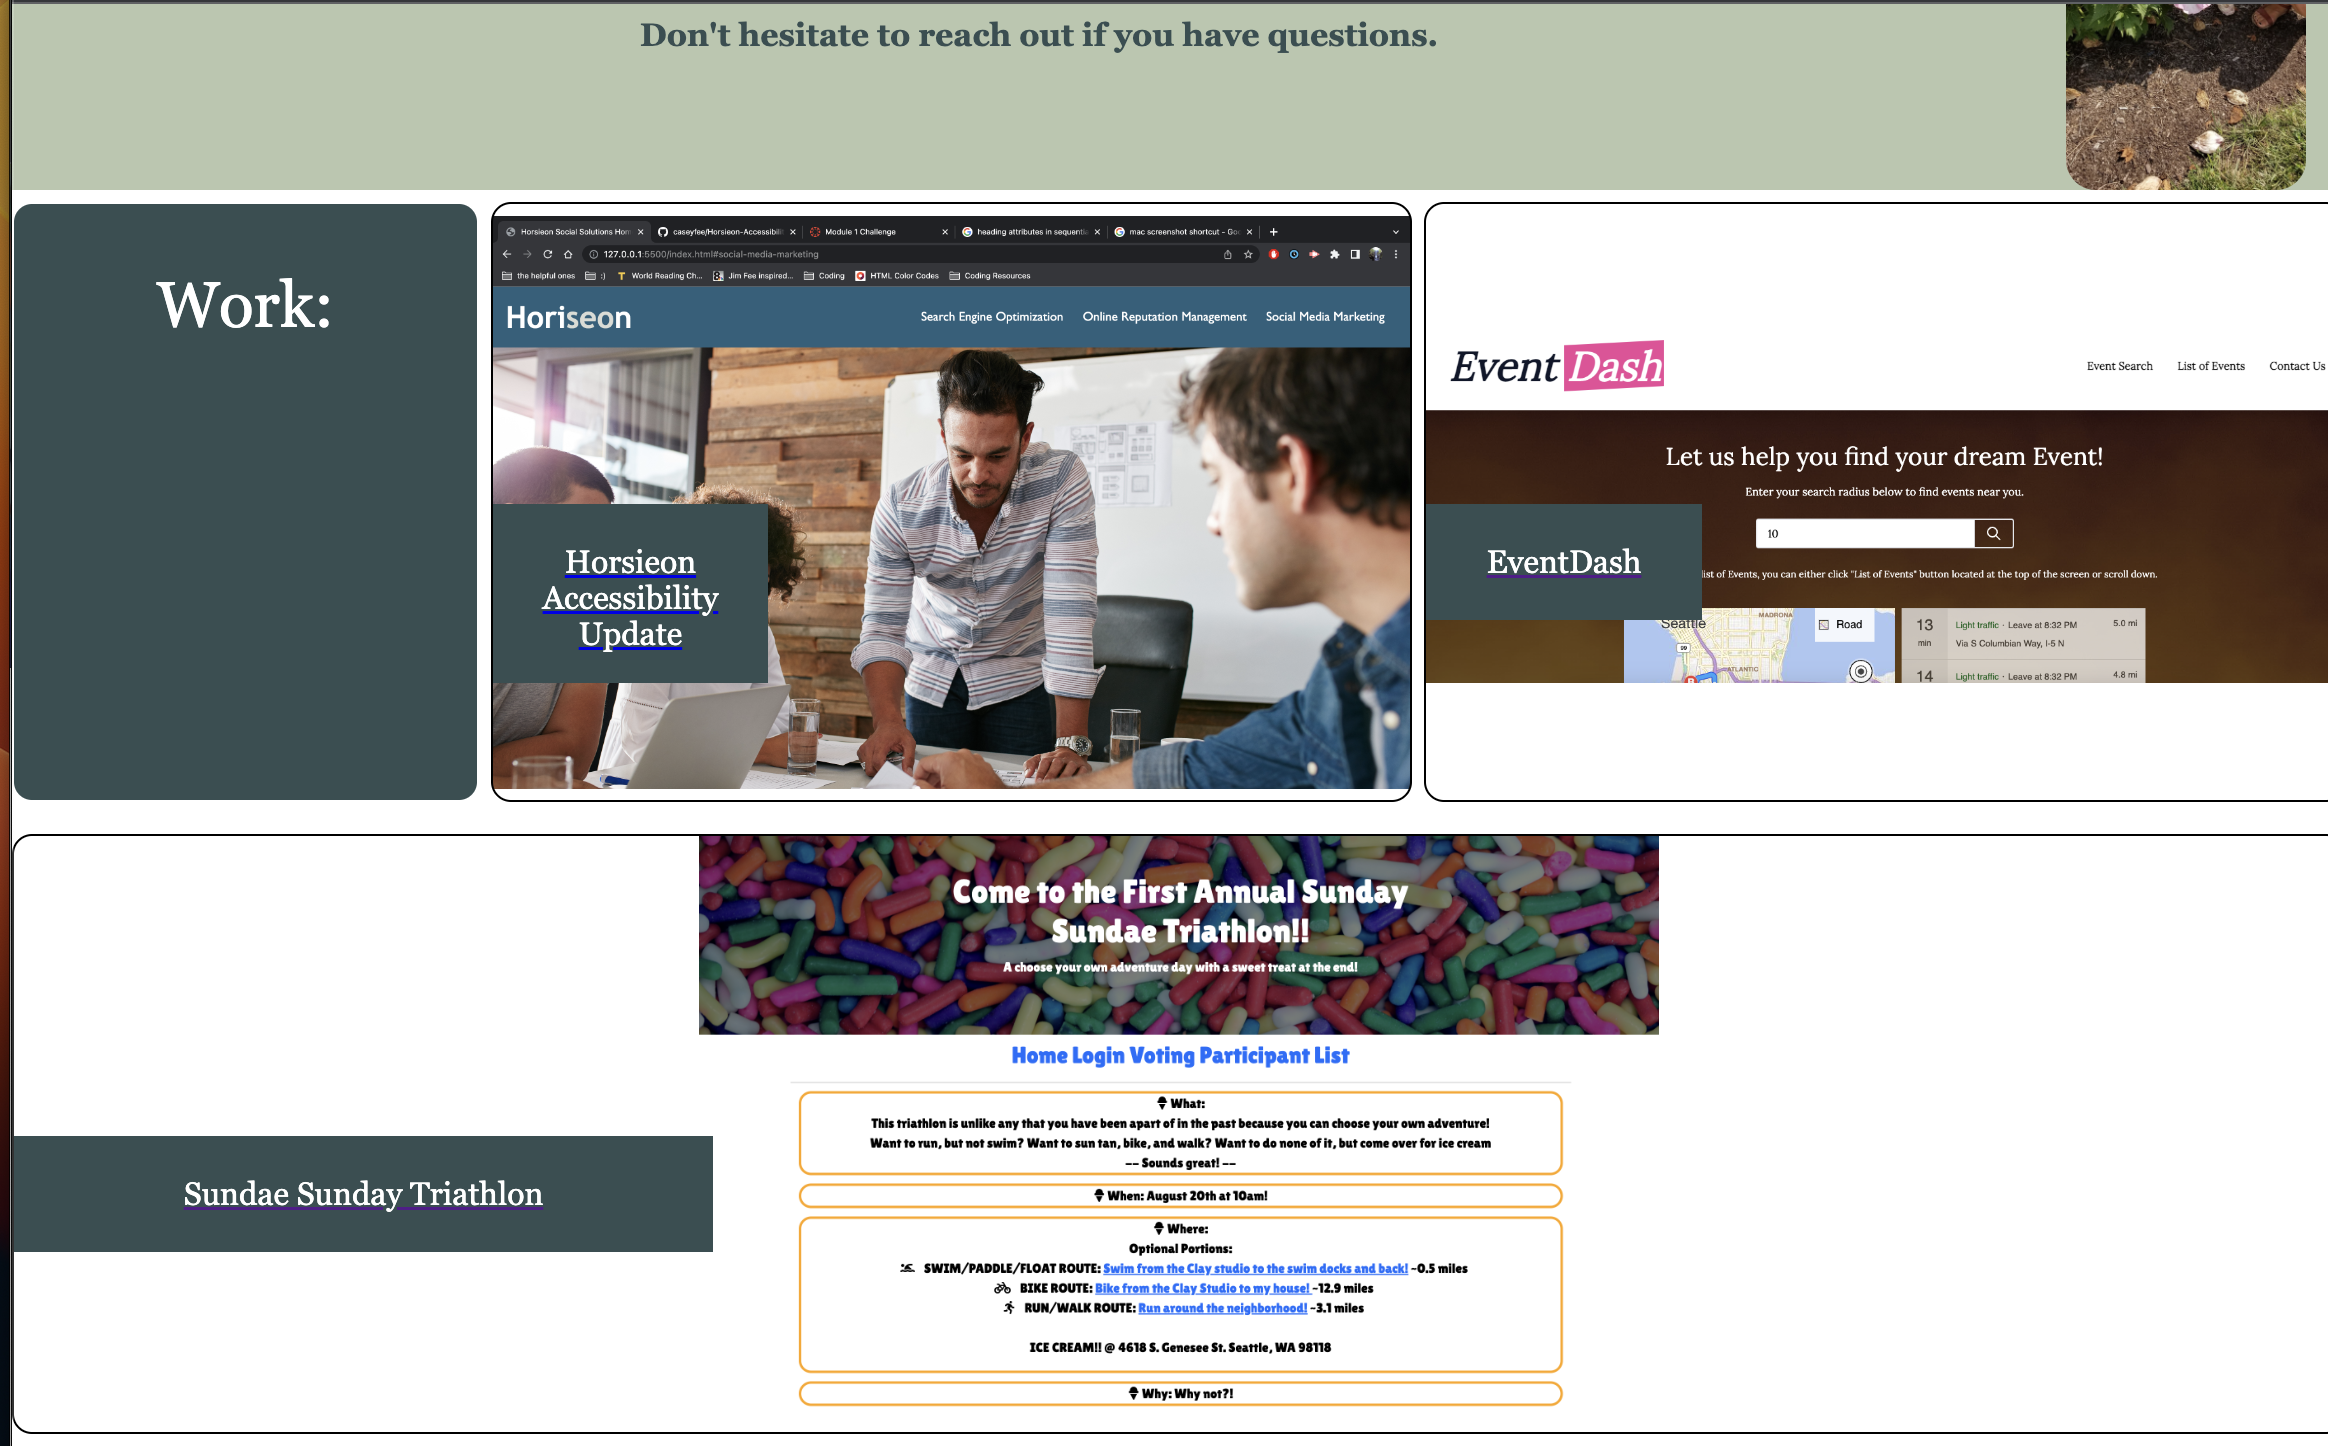 Don't hesitate to reach out if you have questions.
Work:
Horsieon Social Solutions Hom
caseyfee/Horsieon-Accessibilit
Module 1 Challenge
heading attributes in sequentia
mac screenshot shortcut - Goo
127.0.0.1:5500/index.html#social-media-marketing
the helpful ones
:)
World Reading Ch...
Jim Fee inspired...
Coding
HTML Color Codes
Coding Resources
Horiseon
Search Engine Optimization
Online Reputation Management
Social Media Marketing
Horsieon
Accessibility
Update
Event Dash
Event Search
List of Events
Contact Us
Let us help you find your dream Event!
Enter your search radius below to find events near you.
10
EventDash
list of Events, you can either click "List of Events" button located at the top of the screen or scroll down.
Seattle
MADRONA
99
ATLANTIC
B
Road
13 min
Light traffic · Leave at 8:32 PM
5.0 mi
Via S Columbian Way, I-5 N
14
Light traffic · Leave at 8:32 PM
4.8 mi
Come to the First Annual Sunday
Sundae Triathlon!!
A choose your own adventure day with a sweet treat at the end!
Home Login Voting Participant List
What:
This triathlon is unlike any that you have been apart of in the past because you can choose your own adventure!
Want to run, but not swim? Want to sun tan, bike, and walk? Want to do none of it, but come over for ice cream
-- Sounds great! --
Sundae Sunday Triathlon
When: August 20th at 10am!
Where:
Optional Portions:
SWIM/PADDLE/FLOAT ROUTE: Swim from the Clay studio to the swim docks and back! ~0.5 miles
BIKE ROUTE: Bike from the Clay Studio to my house! ~12.9 miles
RUN/WALK ROUTE: Run around the neighborhood! ~3.1 miles
ICE CREAM!! @ 4618 S. Genesee St. Seattle, WA 98118
Why: Why not?!